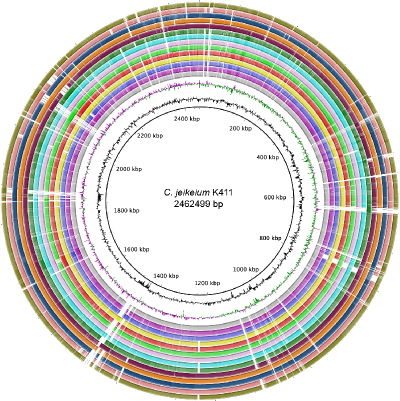 2400 kbp
200 kbp
2200 kbp
400 kbp
2000 kbp
C. jeikeium K411
600 kbp
2462499 bp
1800 kbp
800 kbp
1600 kbp
1000 kbp
1400 kbp
1200 kbp